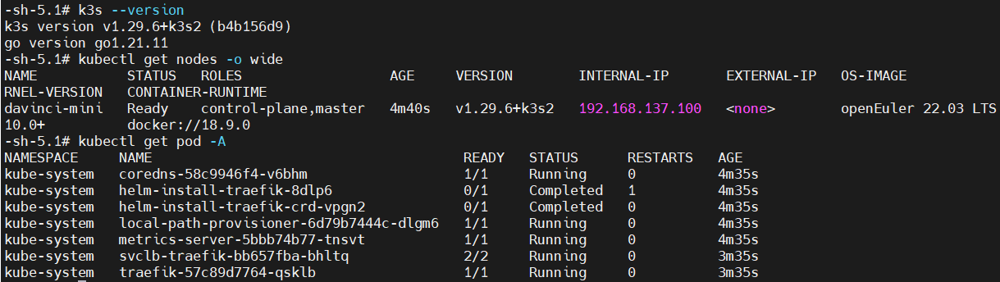 -sh-5.1# k3s --version
k3s version v1.29.6+k3s2 (b4b156d9)
go version go1.21.11
-sh-5.1# kubectl get nodes -o wide
NAME           STATUS   ROLES                  AGE     VERSION        INTERNAL-IP       EXTERNAL-IP   OS-IMAGE
RNEL-VERSION   CONTAINER-RUNTIME
davinci-mini   Ready    control-plane,master   4m40s   v1.29.6+k3s2   192.168.137.100   <none>        openEuler 22.03 LTS
10.0+          docker://18.9.0
-sh-5.1# kubectl get pod -A
NAMESPACE     NAME                                      READY   STATUS      RESTARTS   AGE
kube-system   coredns-58c9946f4-v6bhm                   1/1     Running     0          4m35s
kube-system   helm-install-traefik-8dlp6                0/1     Completed   1          4m35s
kube-system   helm-install-traefik-crd-vpgn2            0/1     Completed   0          4m35s
kube-system   local-path-provisioner-6d79b7444c-dlgm6   1/1     Running     0          4m35s
kube-system   metrics-server-5bbb74b77-tnsvt            1/1     Running     0          4m35s
kube-system   svclb-traefik-bb657fba-bhltq              2/2     Running     0          3m35s
kube-system   traefik-57c89d7764-qsklb                  1/1     Running     0          3m35s